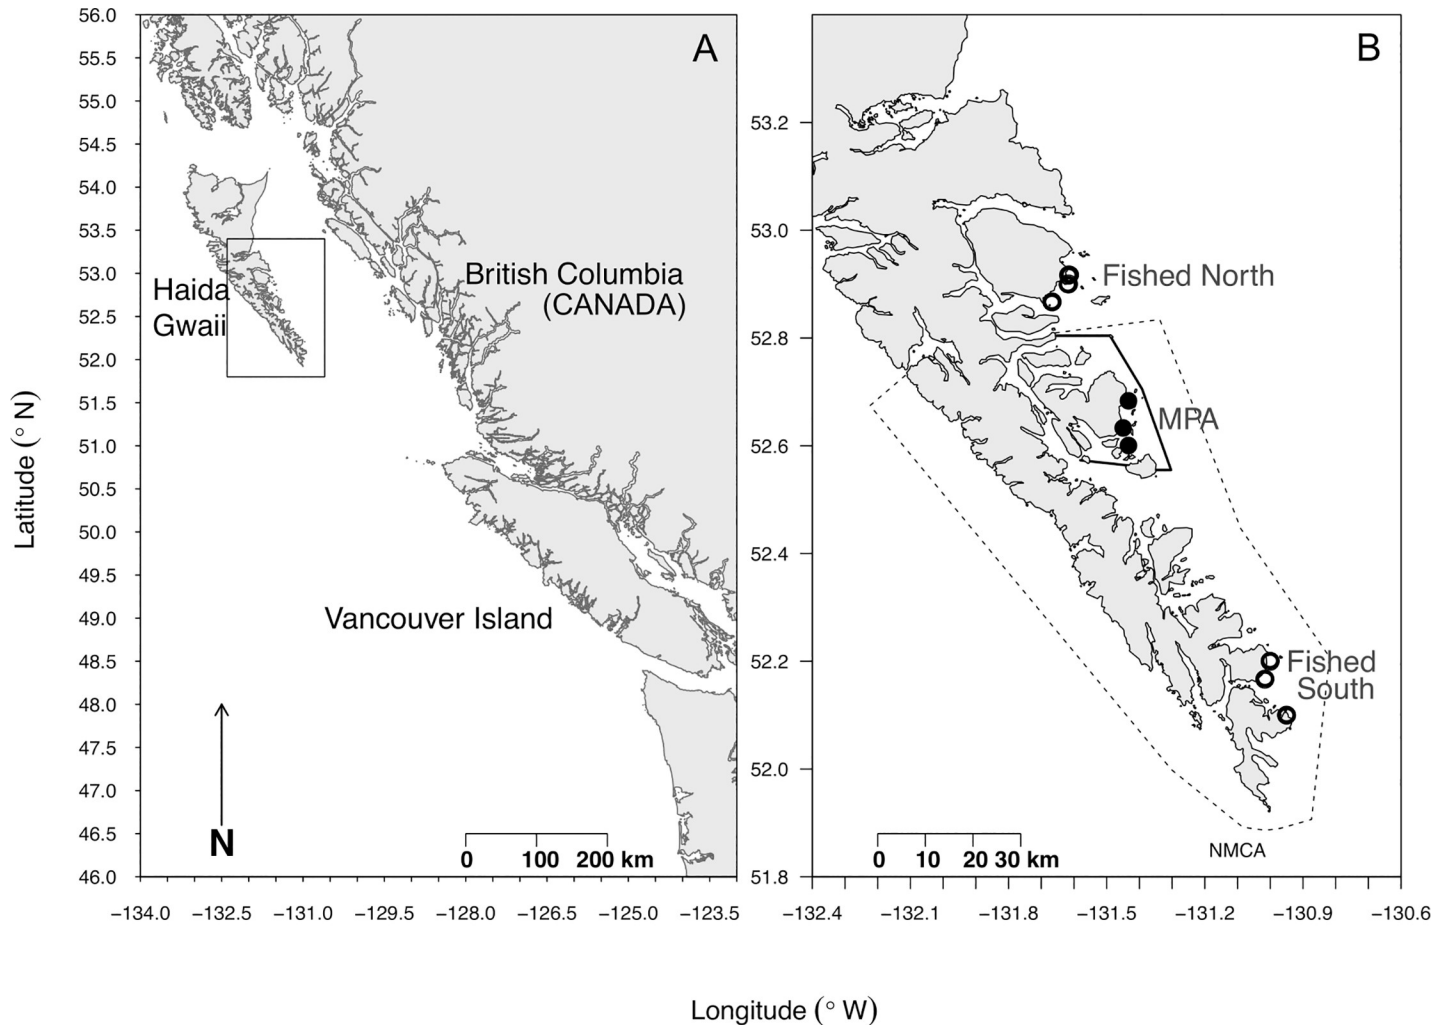 A
B
56.0
55.5
55.0
54.5
54.0
53.5
53.0
52.5
52.0
51.5
51.0
50.5
50.0
49.5
49.0
48.5
48.0
47.5
47.0
46.5
46.0
Latitude (° N)
Haida
Gwaii
British Columbia
(CANADA)
Vancouver Island
N
0 100 200 km
−134.0 −132.5 −131.0 −129.5 −128.0 −126.5 −125.0 −123.5
53.2
53.0
52.8
52.6
52.4
52.2
52.0
51.8
Fished North
MPA
Fished
South
NMCA
0 10 20 30 km
−132.4 −132.1 −131.8 −131.5 −131.2 −130.9 −130.6
Longitude (° W)